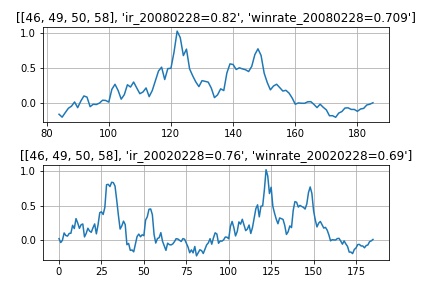 [[46, 49, 50, 58], 'ir_20080228=0.82', 'winrate_20080228=0.709']
1.0
0.5
0.0
80 100 120 140 160 180
[[46, 49, 50, 58], 'ir_20020228=0.76', 'winrate_20020228=0.69']
1.0
0.5
0.0
0 25 50 75 100 125 150 175